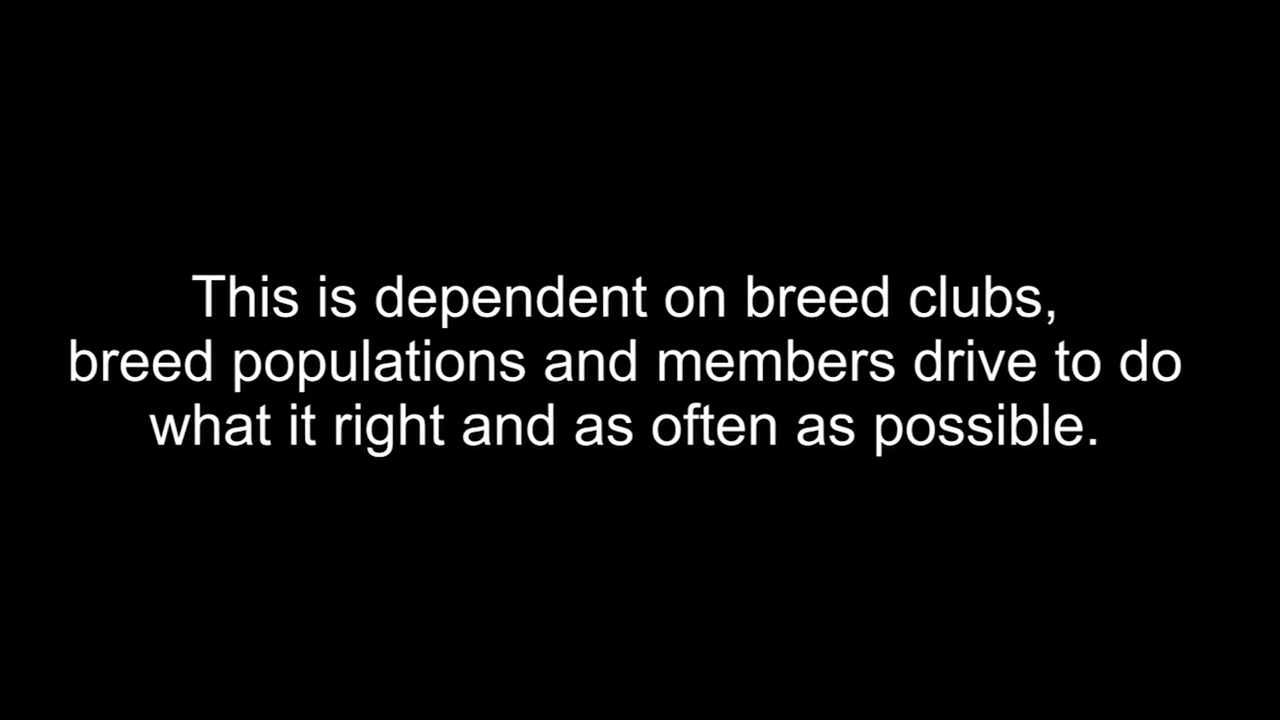 This is dependent on breed clubs,
breed populations and members drive to do
what it right and as often as possible.